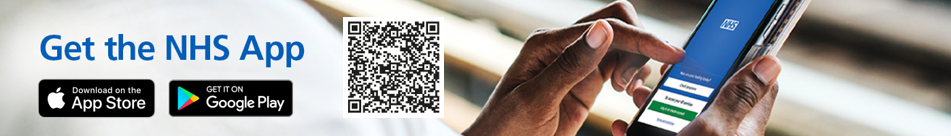 Get the NHS App
Download on the
App Store
GET IT ON
Google Play
NHS